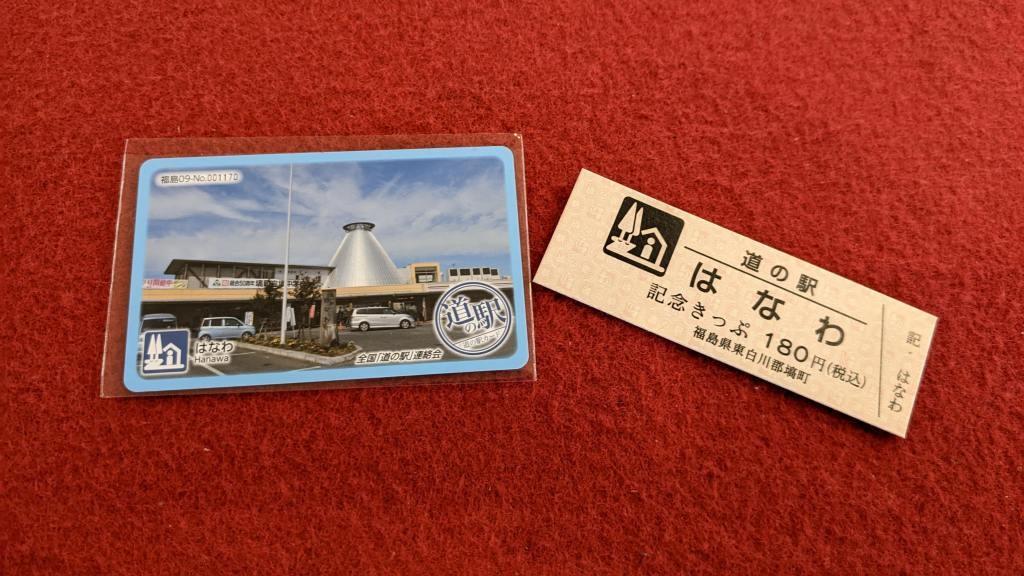 福島09-No.001170
はなわ
Hanawa
全国「道の駅」連絡会
道の駅
道の駅
はなわ
記念きっぷ 180円(税込)
福島県東白川郡塙町
記・はなわ